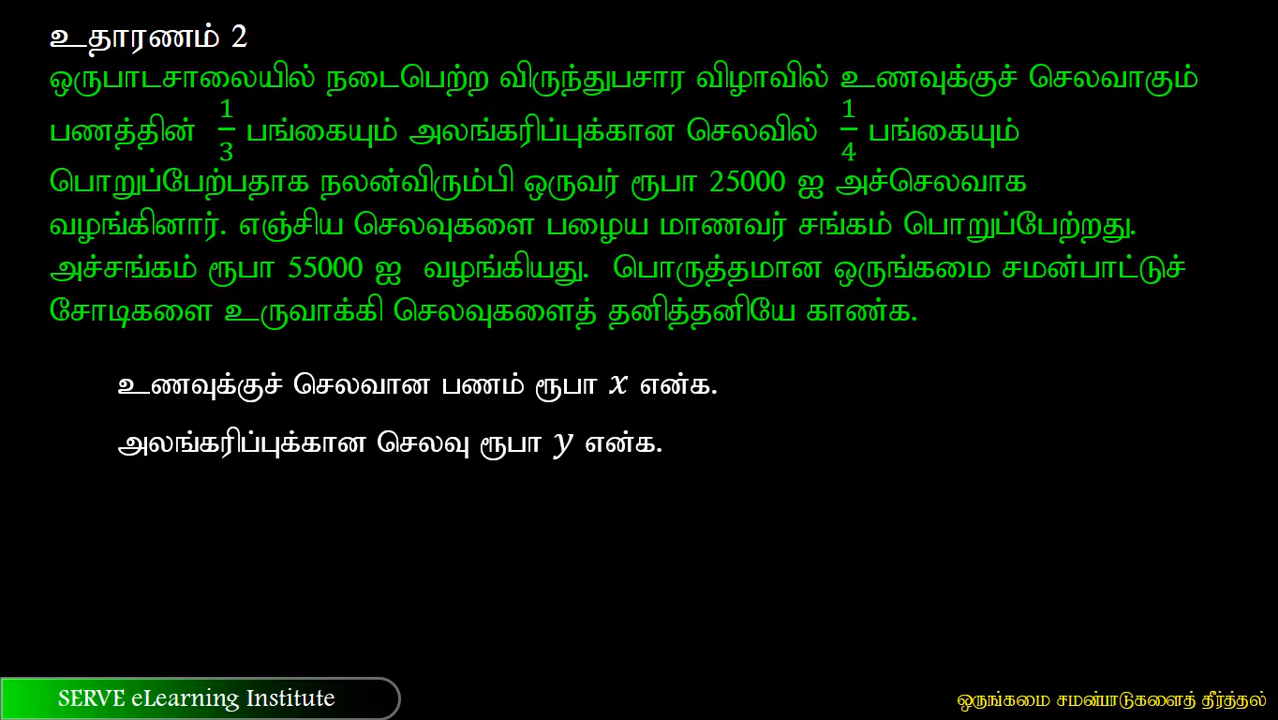 உதாரணம் 2
ஒருபாடசாலையில் நடைபெற்ற விருந்துபசார விழாவில் உணவுக்குச் செலவாகும்
பணத்தின் 1/3 பங்கையும் அலங்கரிப்புக்கான செலவில் 1/4 பங்கையும்
பொறுப்பேற்பதாக நலன்விரும்பி ஒருவர் ரூபா 25000 ஐ அச்செலவாக
வழங்கினார். எஞ்சிய செலவுகளை பழைய மாணவர் சங்கம் பொறுப்பேற்றது.
அச்சங்கம் ரூபா 55000 ஐ வழங்கியது. பொருத்தமான ஒருங்கமை சமன்பாட்டுச்
சோடிகளை உருவாக்கி செலவுகளைத் தனித்தனியே காண்க.
உணவுக்குச் செலவான பணம் ரூபா x என்க.
அலங்கரிப்புக்கான செலவு ரூபா y என்க.
SERVE eLearning Institute
ஒருங்கமை சமன்பாடுகளைத் தீர்த்தல்